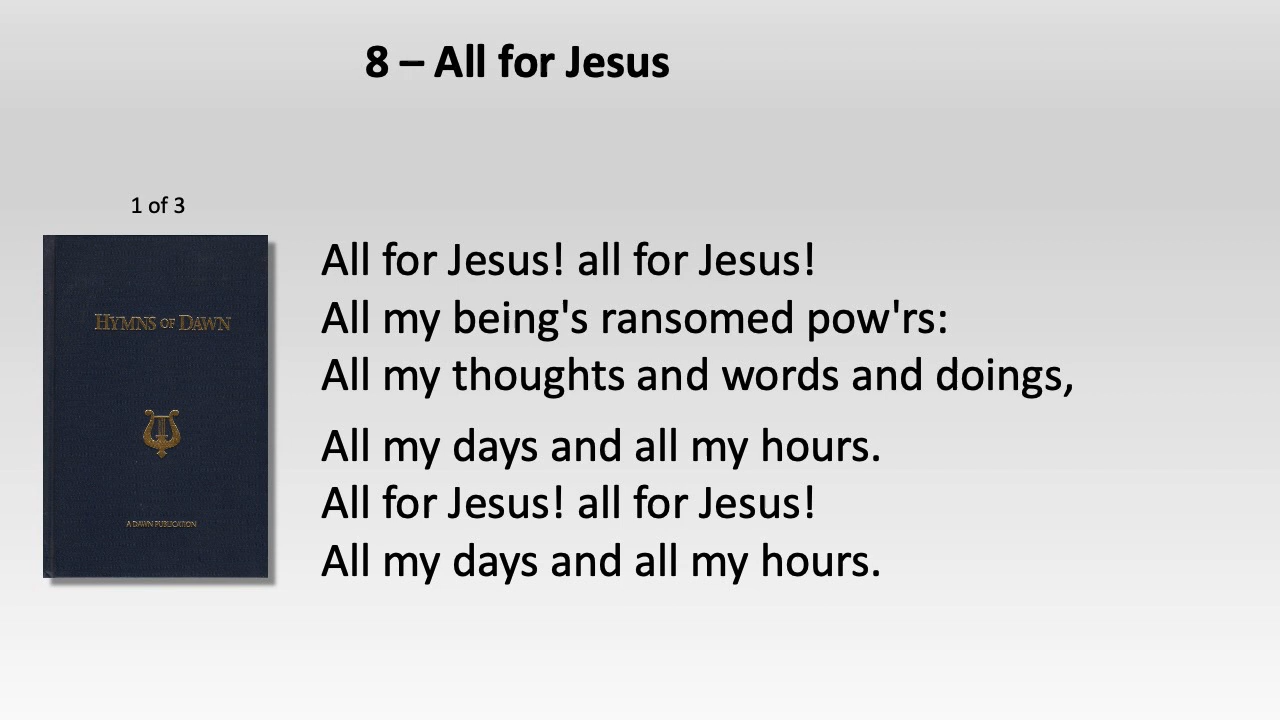 8 – All for Jesus
1 of 3
HYMNS OF DAWN
A DAWN PUBLICATION
All for Jesus! all for Jesus!
All my being's ransomed pow'rs:
All my thoughts and words and doings,
All my days and all my hours.
All for Jesus! all for Jesus!
All my days and all my hours.